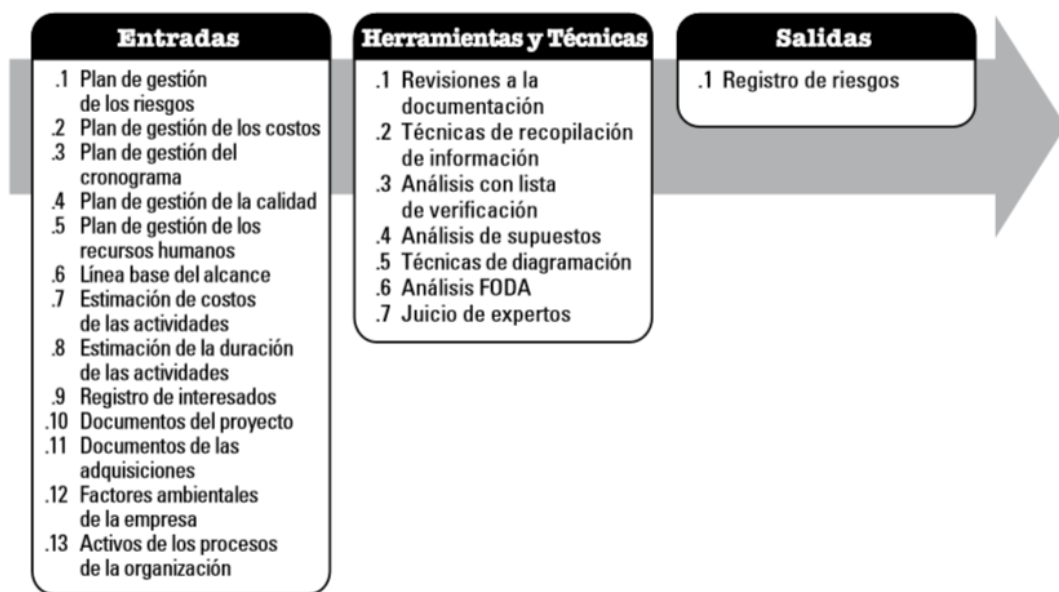 Entradas
.1 Plan de gestión
de los riesgos
.2 Plan de gestión de los costos
.3 Plan de gestión del
cronograma
.4 Plan de gestión de la calidad
.5 Plan de gestión de los
recursos humanos
.6 Línea base del alcance
.7 Estimación de costos
de las actividades
.8 Estimación de la duración
de las actividades
.9 Registro de interesados
.10 Documentos del proyecto
.11 Documentos de las
adquisiciones
.12 Factores ambientales
de la empresa
.13 Activos de los procesos
de la organización
Herramientas y Técnicas
.1 Revisiones a la
documentación
.2 Técnicas de recopilación
de información
.3 Análisis con lista
de verificación
.4 Análisis de supuestos
.5 Técnicas de diagramación
.6 Análisis FODA
.7 Juicio de expertos
Salidas
.1 Registro de riesgos